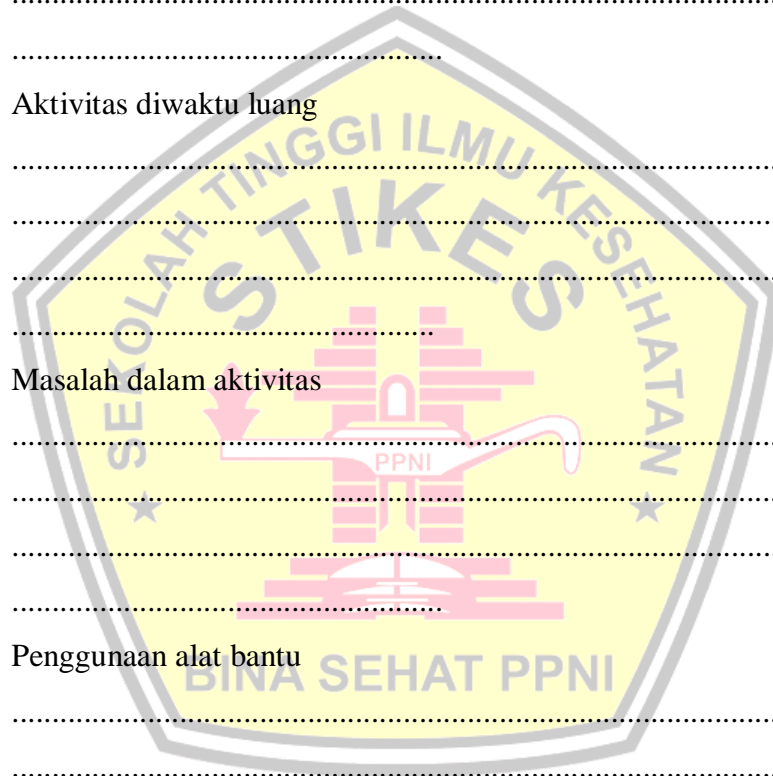 ........................................................................................
......................................................
Aktivitas diwaktu luang
........................................................................................
........................................................................................
........................................................................................
.....................................................
Masalah dalam aktivitas
........................................................................................
........................................................................................
........................................................................................
......................................................
Penggunaan alat bantu
........................................................................................
........................................................................................
SEKOLAH TINGGI ILMU KESEHATAN
STIKES
PPNI
BINA SEHAT PPNI